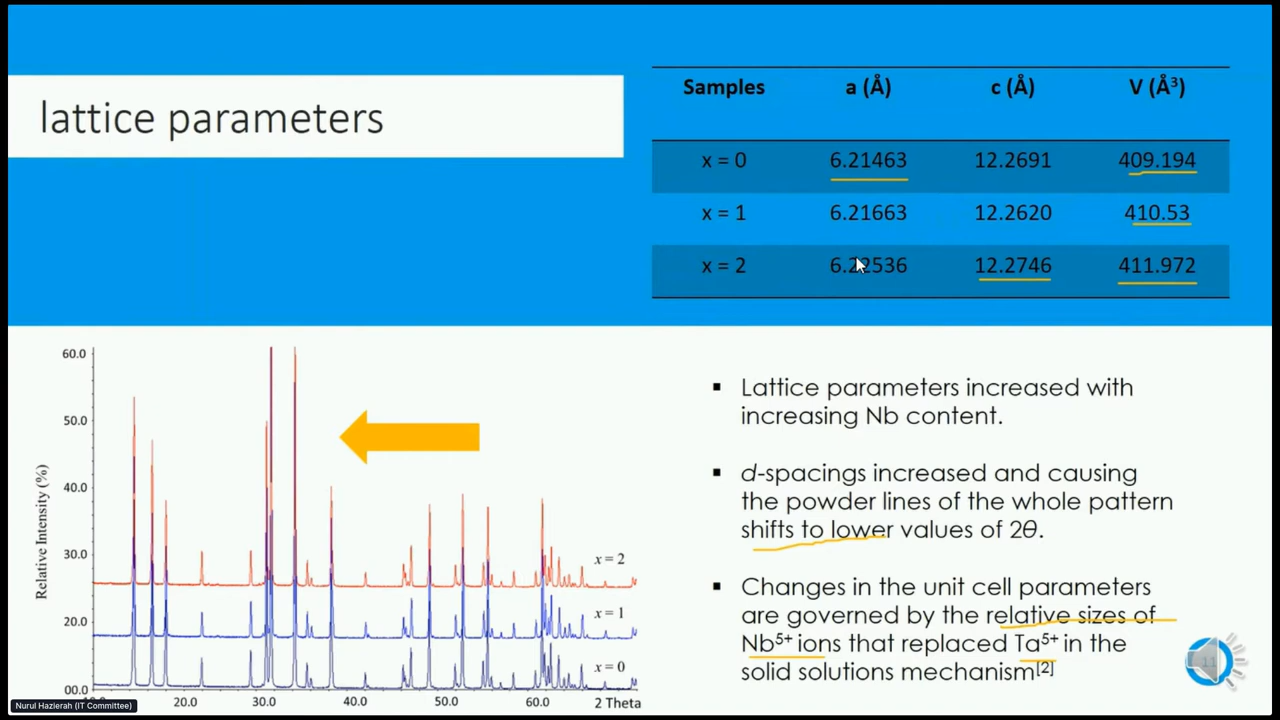 lattice parameters
Samples a (Å) c (Å) V (Å³)
x = 0 6.21463 12.2691 409.194
x = 1 6.21663 12.2620 410.53
x = 2 6.22536 12.2746 411.972
60.0
50.0
40.0
30.0
20.0
00.0
Relative Intensity (%)
x = 2
x = 1
x = 0
20.0 30.0 40.0 50.0 60.0 2 Theta
▪ Lattice parameters increased with
increasing Nb content.
▪ d-spacings increased and causing
the powder lines of the whole pattern
shifts to lower values of 2θ.
▪ Changes in the unit cell parameters
are governed by the relative sizes of
Nb⁵⁺ ions that replaced Ta⁵⁺ in the
solid solutions mechanism[2]
11
Nurul Hazierah (IT Committee)